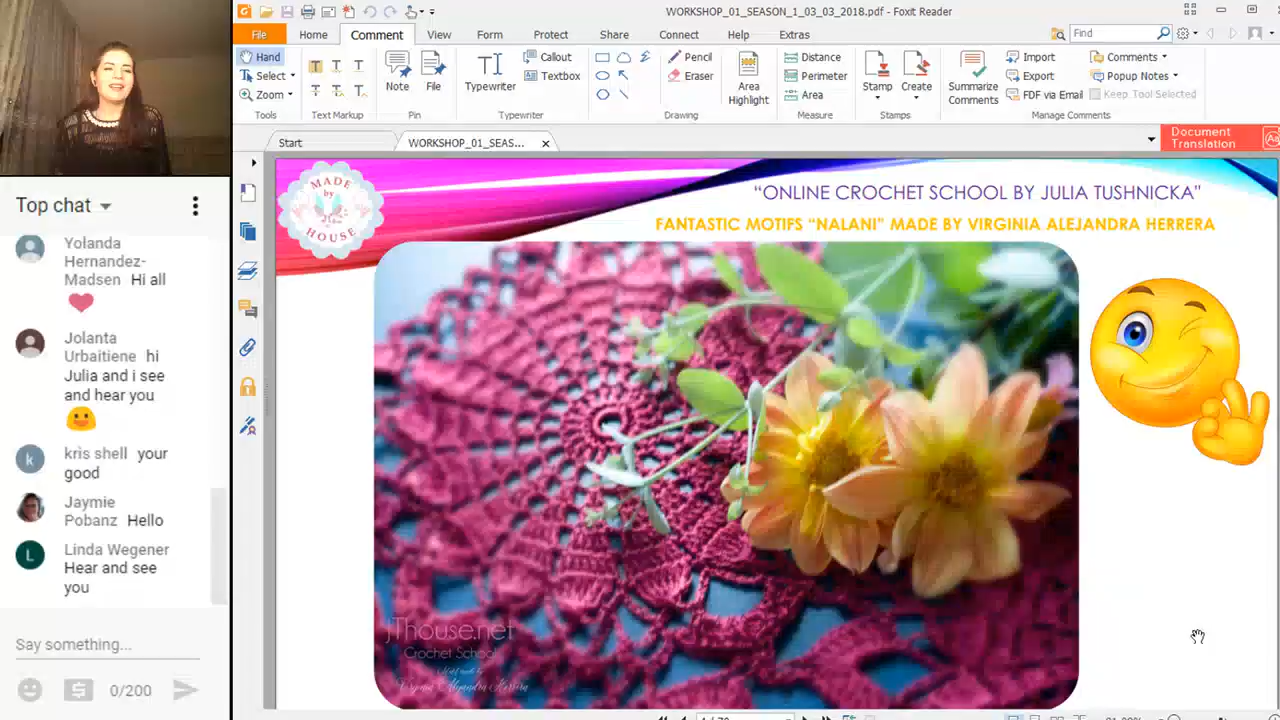 WORKSHOP_01_SEASON_1_03_03_2018.pdf - Foxit Reader
File Home Comment View Form Protect Share Connect Help Extras
Find
Hand
Select
Zoom
Tools
T T T
T T T
Text Markup
Note
File
Pin
Typewriter
Callout
Textbox
Typewriter
Pencil
Eraser
Area
Highlight
Drawing
Distance
Perimeter
Area
Measure
Stamp
Create
Stamps
Summarize
Comments
Import
Export
FDF via Email
Comments
Popup Notes
Keep Tool Selected
Manage Comments
Start
WORKSHOP_01_SEAS...
Document
Translation
Top chat
Yolanda
Hernandez-
Madsen Hi all
Jolanta
Urbaitiene hi
Julia and i see
and hear you
k
kris shell your
good
Jaymie
Pobanz Hello
L
Linda Wegener
Hear and see
you
Say something...
0/200
MADE
by
HOUSE
"ONLINE CROCHET SCHOOL BY JULIA TUSHNICKA"
FANTASTIC MOTIFS "NALANI" MADE BY VIRGINIA ALEJANDRA HERRERA
jThouse.net
Crochet School
Virginia Alejandra Herrera